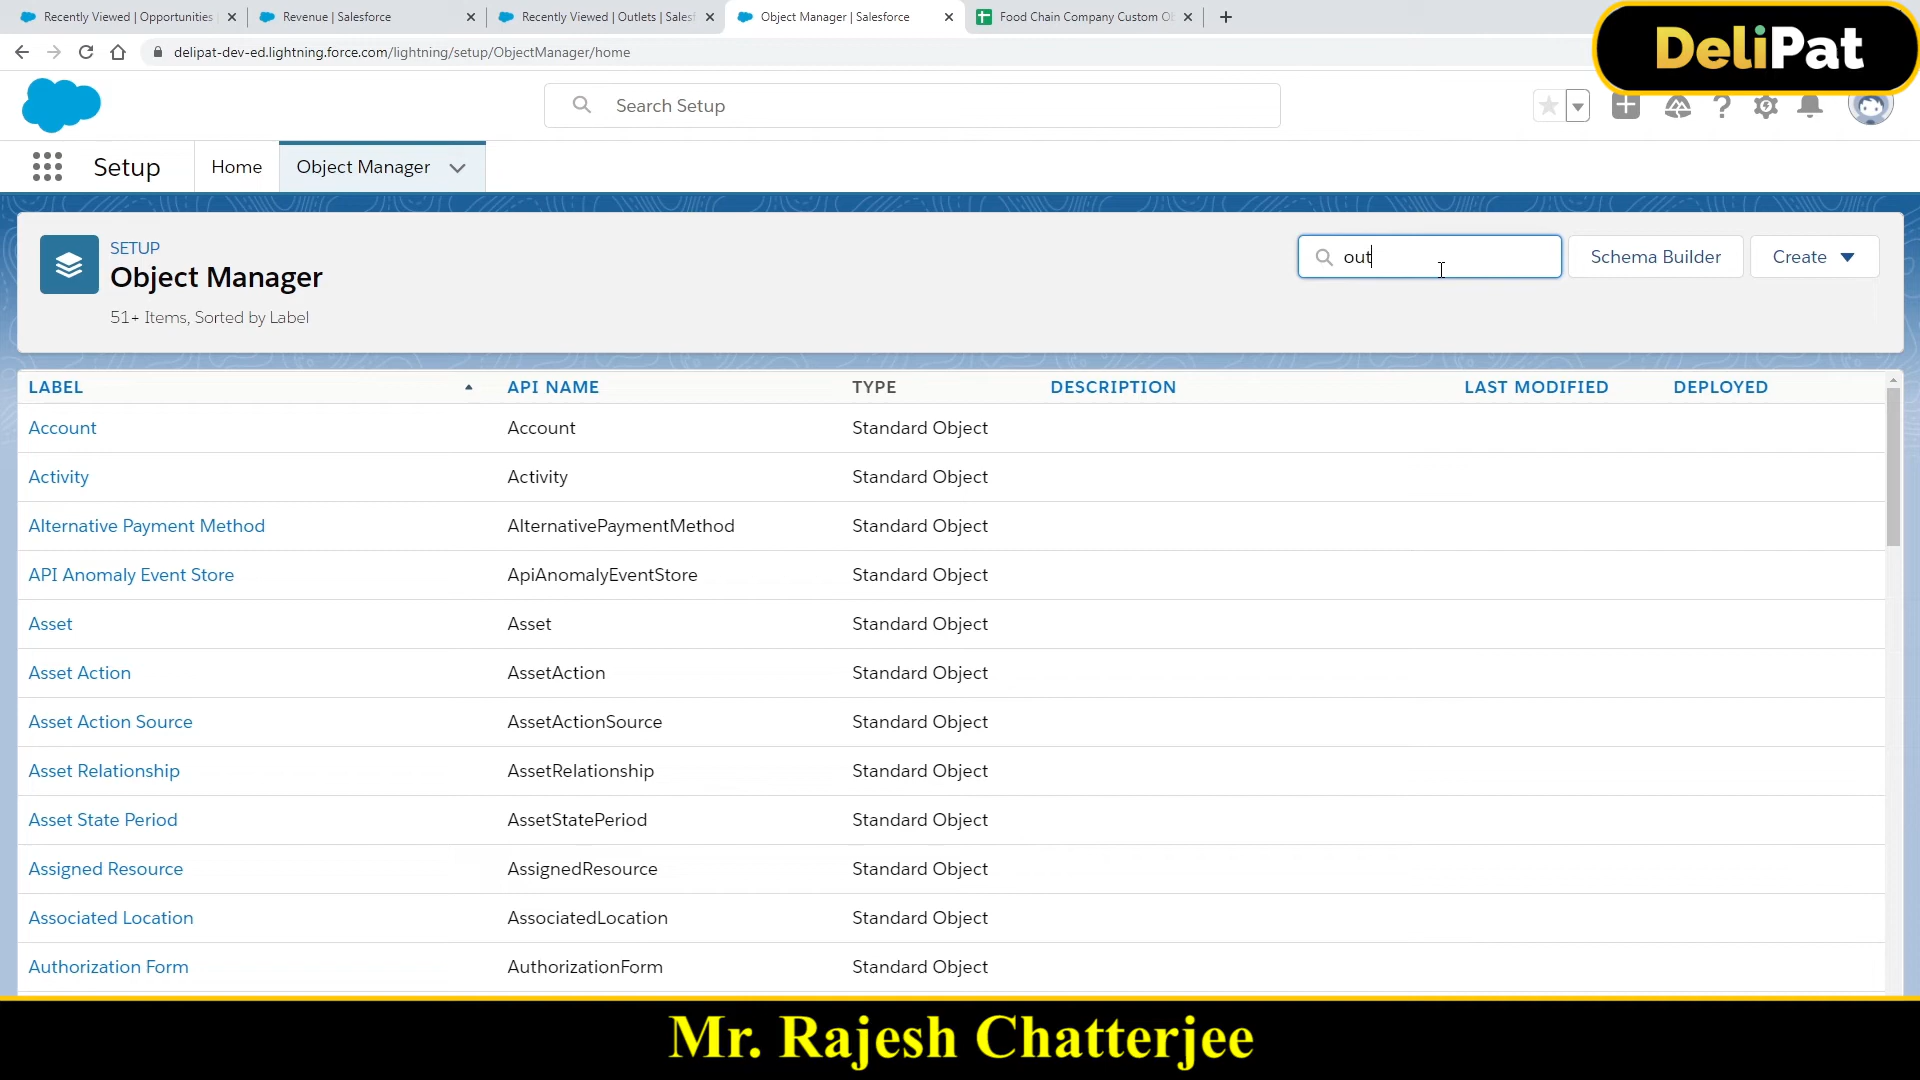 Recently Viewed | Opportunities
Revenue | Salesforce
Recently Viewed | Outlets | Salesf
Object Manager | Salesforce
Food Chain Company Custom Ob
delipat-dev-ed.lightning.force.com/lightning/setup/ObjectManager/home
DeliPat
Search Setup
Setup
Home
Object Manager
SETUP
Object Manager
51+ Items, Sorted by Label
out
Schema Builder
Create
LABEL API NAME TYPE DESCRIPTION LAST MODIFIED DEPLOYED
Account Account Standard Object
Activity Activity Standard Object
Alternative Payment Method AlternativePaymentMethod Standard Object
API Anomaly Event Store ApiAnomalyEventStore Standard Object
Asset Asset Standard Object
Asset Action AssetAction Standard Object
Asset Action Source AssetActionSource Standard Object
Asset Relationship AssetRelationship Standard Object
Asset State Period AssetStatePeriod Standard Object
Assigned Resource AssignedResource Standard Object
Associated Location AssociatedLocation Standard Object
Authorization Form AuthorizationForm Standard Object
Mr. Rajesh Chatterjee